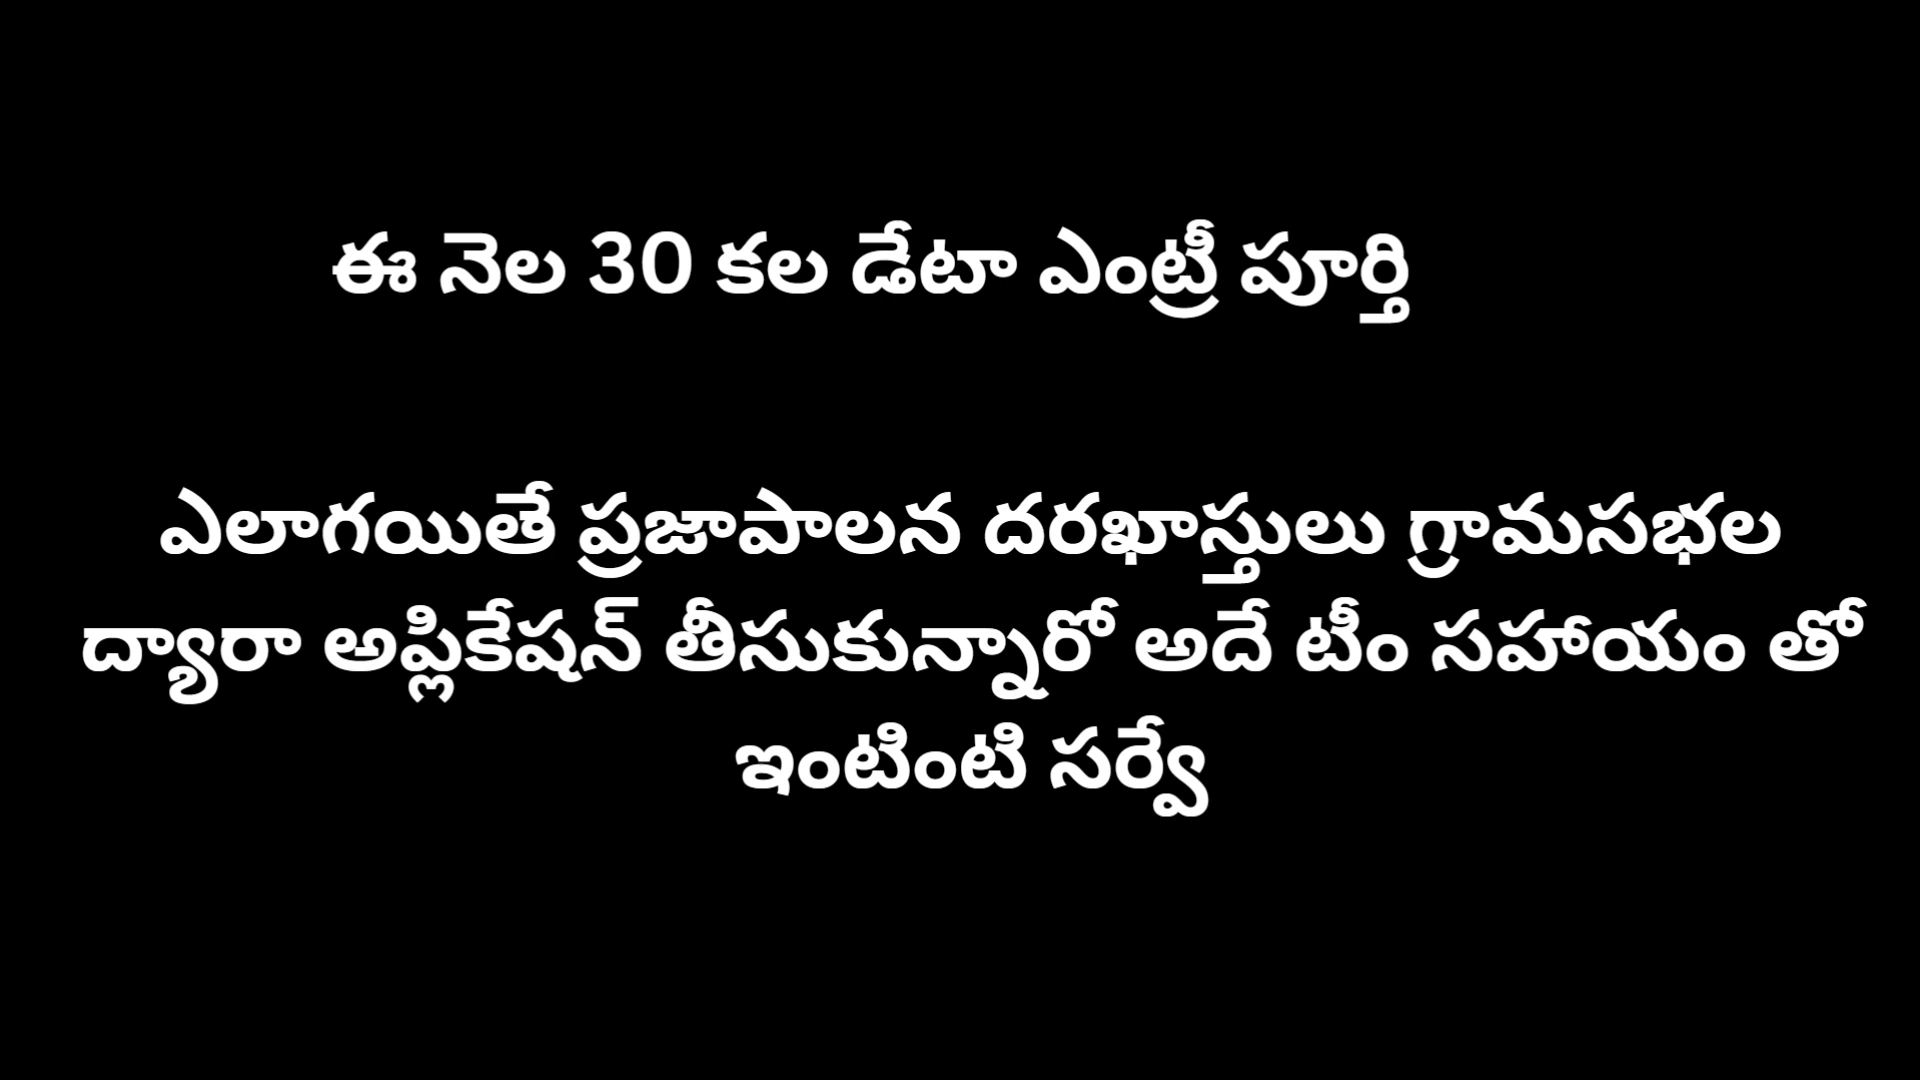 ఈ నెల 30 కల డేటా ఎంట్రీ పూర్తి
ఎలాగయితే ప్రజాపాలన దరఖాస్తులు గ్రామసభల
ద్యారా అప్లికేషన్ తీసుకున్నారో అదే టీం సహాయం తో
ఇంటింటి సర్వే